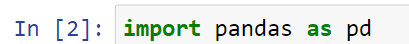 In [2]: import pandas as pd